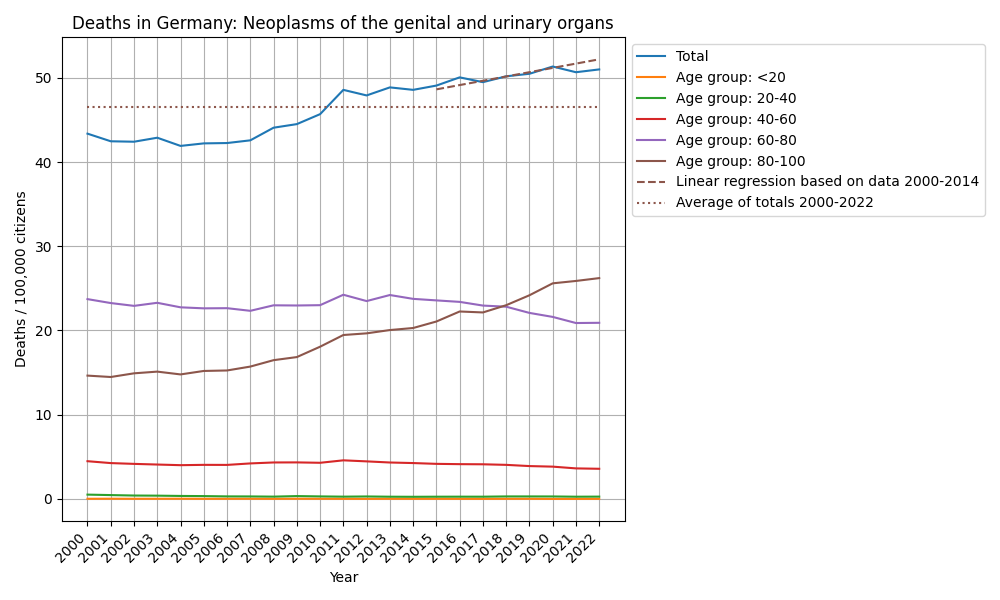 Deaths in Germany: Neoplasms of the genital and urinary organs
Total
Age group: <20
Age group: 20-40
Age group: 40-60
Age group: 60-80
Age group: 80-100
Linear regression based on data 2000-2014
Average of totals 2000-2022
Deaths / 100,000 citizens
50
40
30
20
10
0
2000
2001
2002
2003
2004
2005
2006
2007
2008
2009
2010
2011
2012
2013
2014
2015
2016
2017
2018
2019
2020
2021
2022
Year